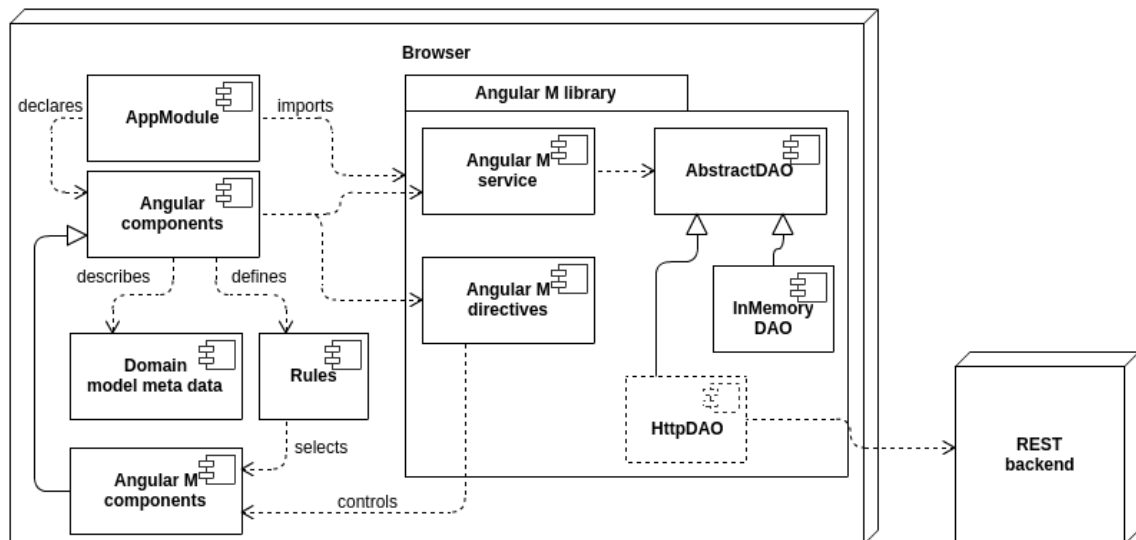 Browser
declares
AppModule
imports
Angular M library
Angular M
service
AbstractDAO
Angular
components
describes
defines
Angular M
directives
InMemory
DAO
Domain
model meta data
Rules
HttpDAO
REST
backend
selects
Angular M
components
controls